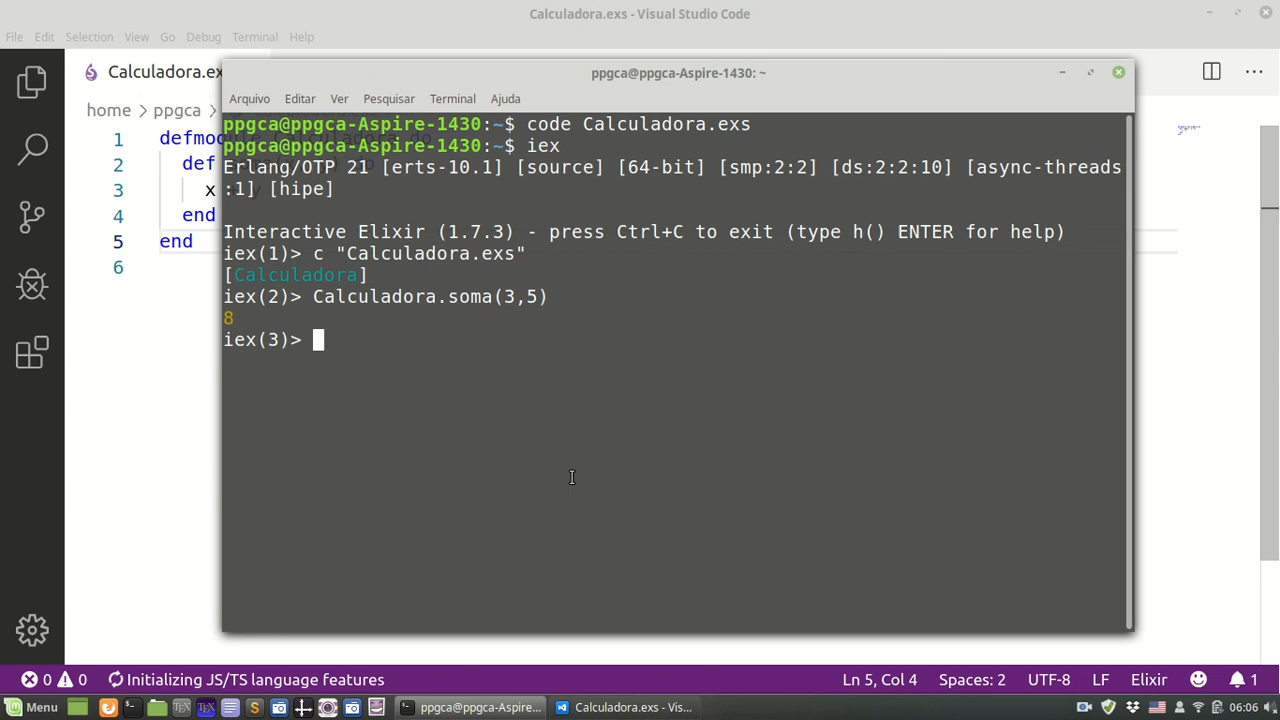 Calculadora.exs - Visual Studio Code
File Edit Selection View Go Debug Terminal Help
Calculadora.ex
home > ppgca >
1 defmodule Calculadora do
2 def
3 x
4 end
5 end
6
ppgca@ppgca-Aspire-1430: ~
Arquivo Editar Ver Pesquisar Terminal Ajuda
ppgca@ppgca-Aspire-1430:~$ code Calculadora.exs
ppgca@ppgca-Aspire-1430:~$ iex
Erlang/OTP 21 [erts-10.1] [source] [64-bit] [smp:2:2] [ds:2:2:10] [async-threads
:1] [hipe]
Interactive Elixir (1.7.3) - press Ctrl+C to exit (type h() ENTER for help)
iex(1)> c "Calculadora.exs"
[Calculadora]
iex(2)> Calculadora.soma(3,5)
8
iex(3)>
0 0 Initializing JS/TS language features Ln 5, Col 4 Spaces: 2 UTF-8 LF Elixir 1
Menu ppgca@ppgca-Aspire... Calculadora.exs - Vis... 06:06